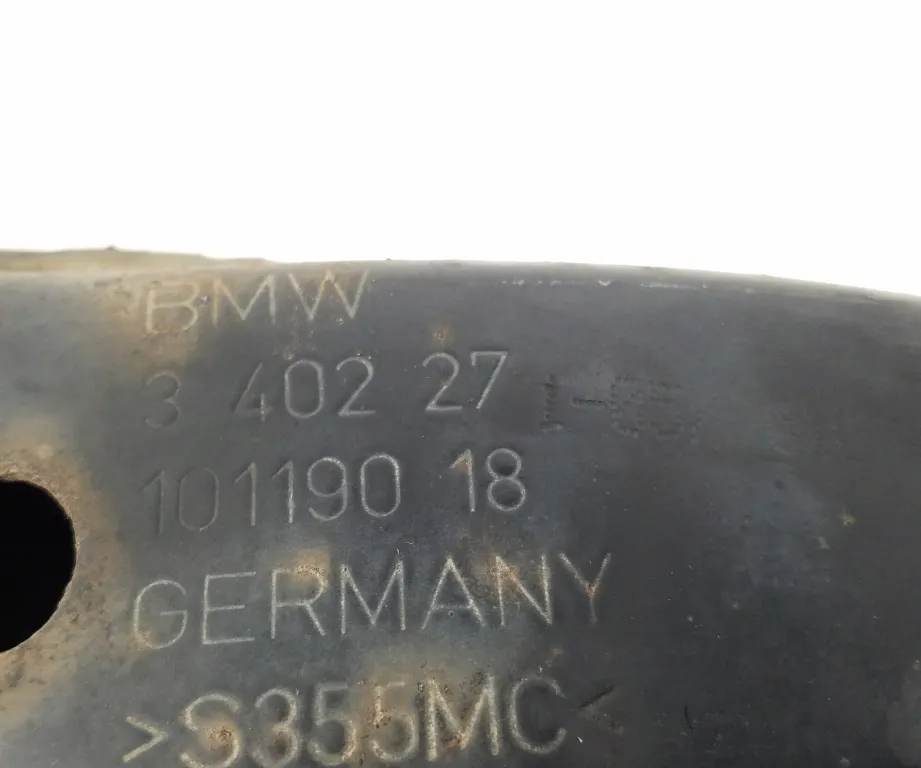 BMW
3 402 27
101190 18
GERMANY
>S355MC<